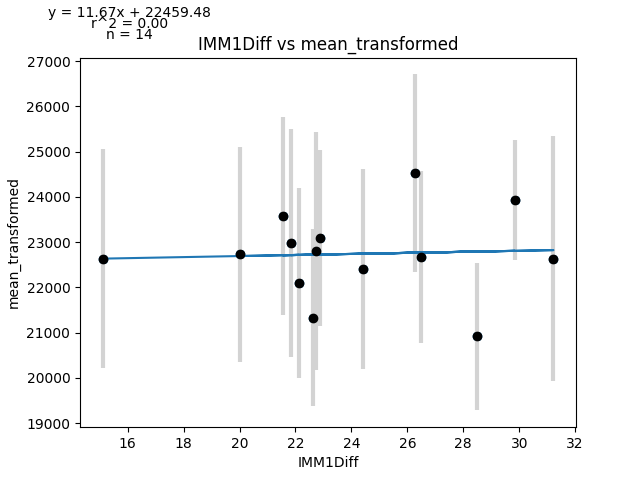 y = 11.67x + 22459.48
r^2 = 0.00
n = 14
IMM1Diff vs mean_transformed
27000
26000
25000
24000
23000
22000
21000
20000
19000
mean_transformed
16 18 20 22 24 26 28 30 32
IMM1Diff